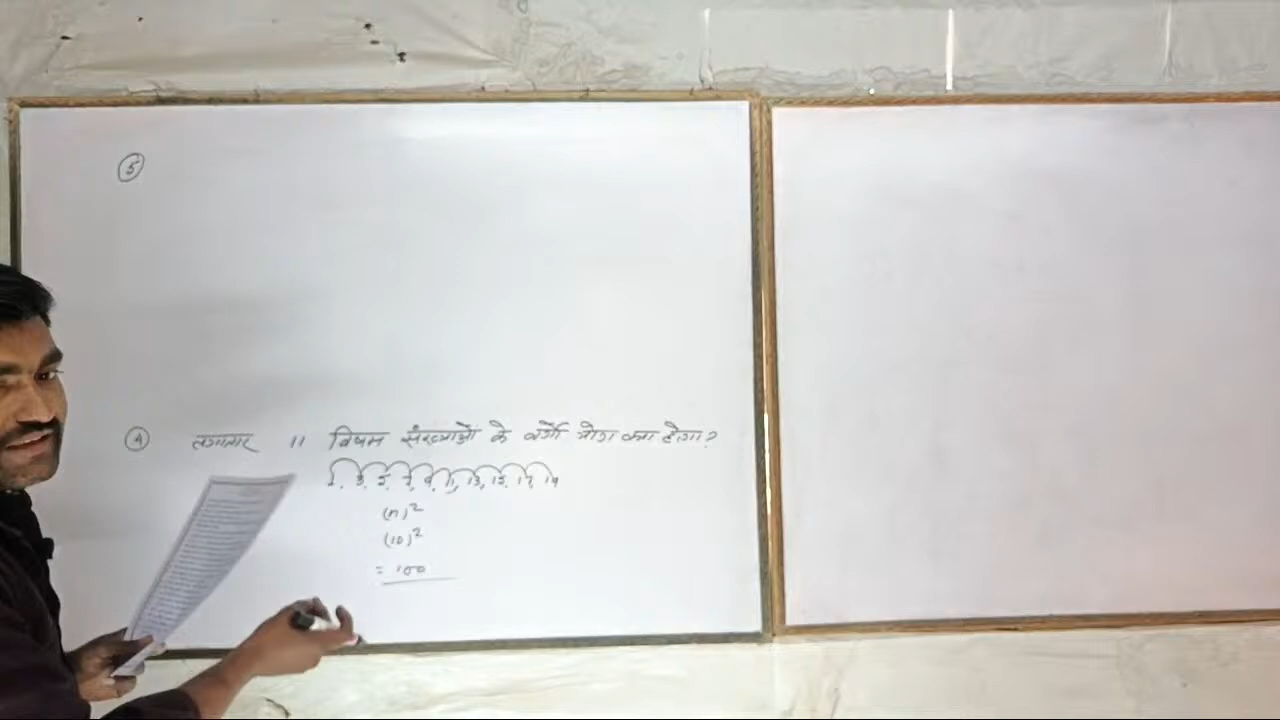 ⑤
④ लगातार 11 विषम संख्याओं के वर्गों योग क्या होगा?
1, 3, 5, 7, 9, 11, 13, 15, 17, 19
(n)²
(10)²
= 100